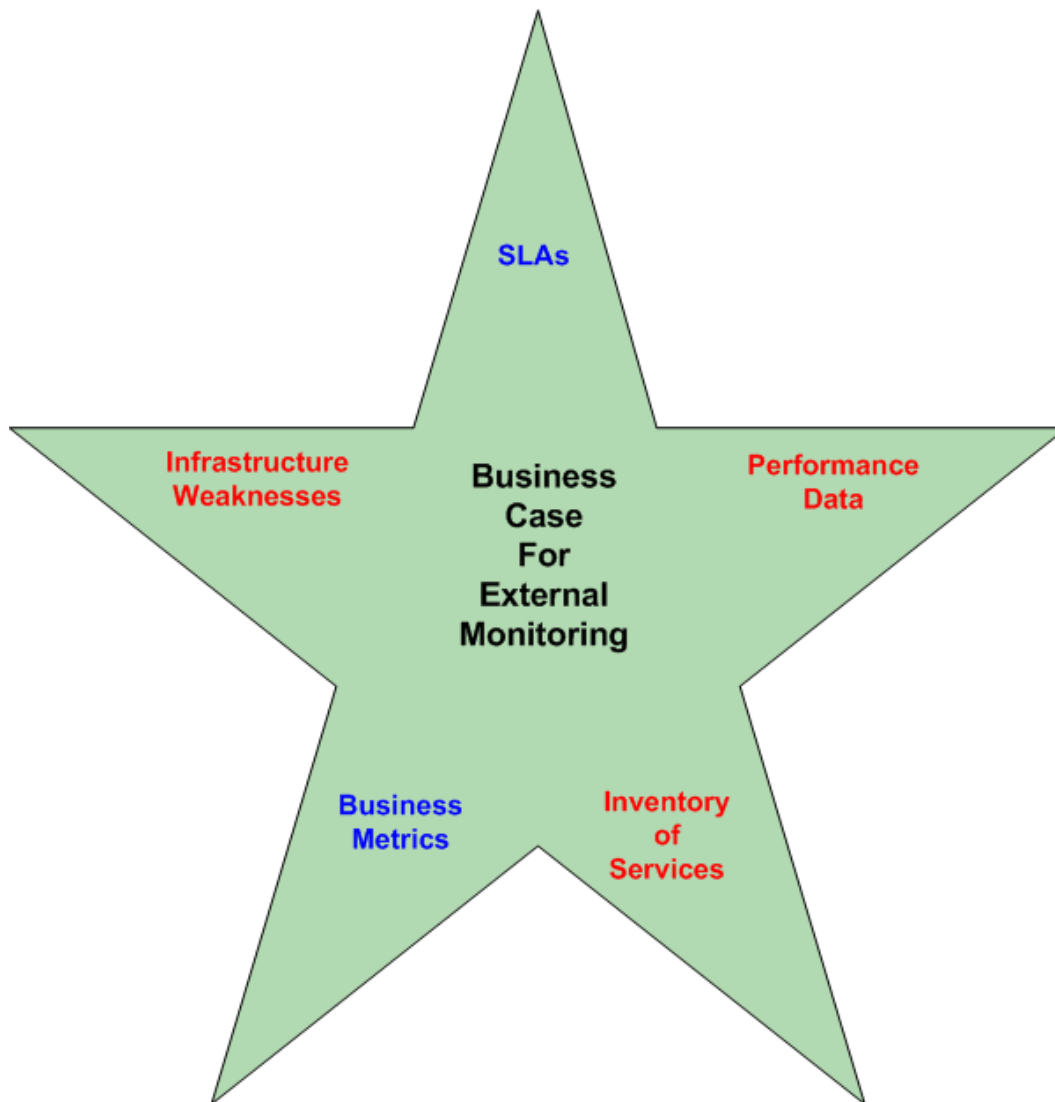 SLAs
Infrastructure
Weaknesses
Business
Case
For
External
Monitoring
Performance
Data
Business
Metrics
Inventory
of
Services